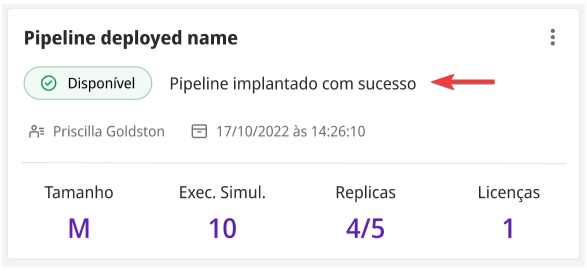 Pipeline deployed name
Disponível Pipeline implantado com sucesso
Priscilla Goldston 17/10/2022 às 14:26:10
Tamanho Exec. Simul. Replicas Licenças
M 10 4/5 1